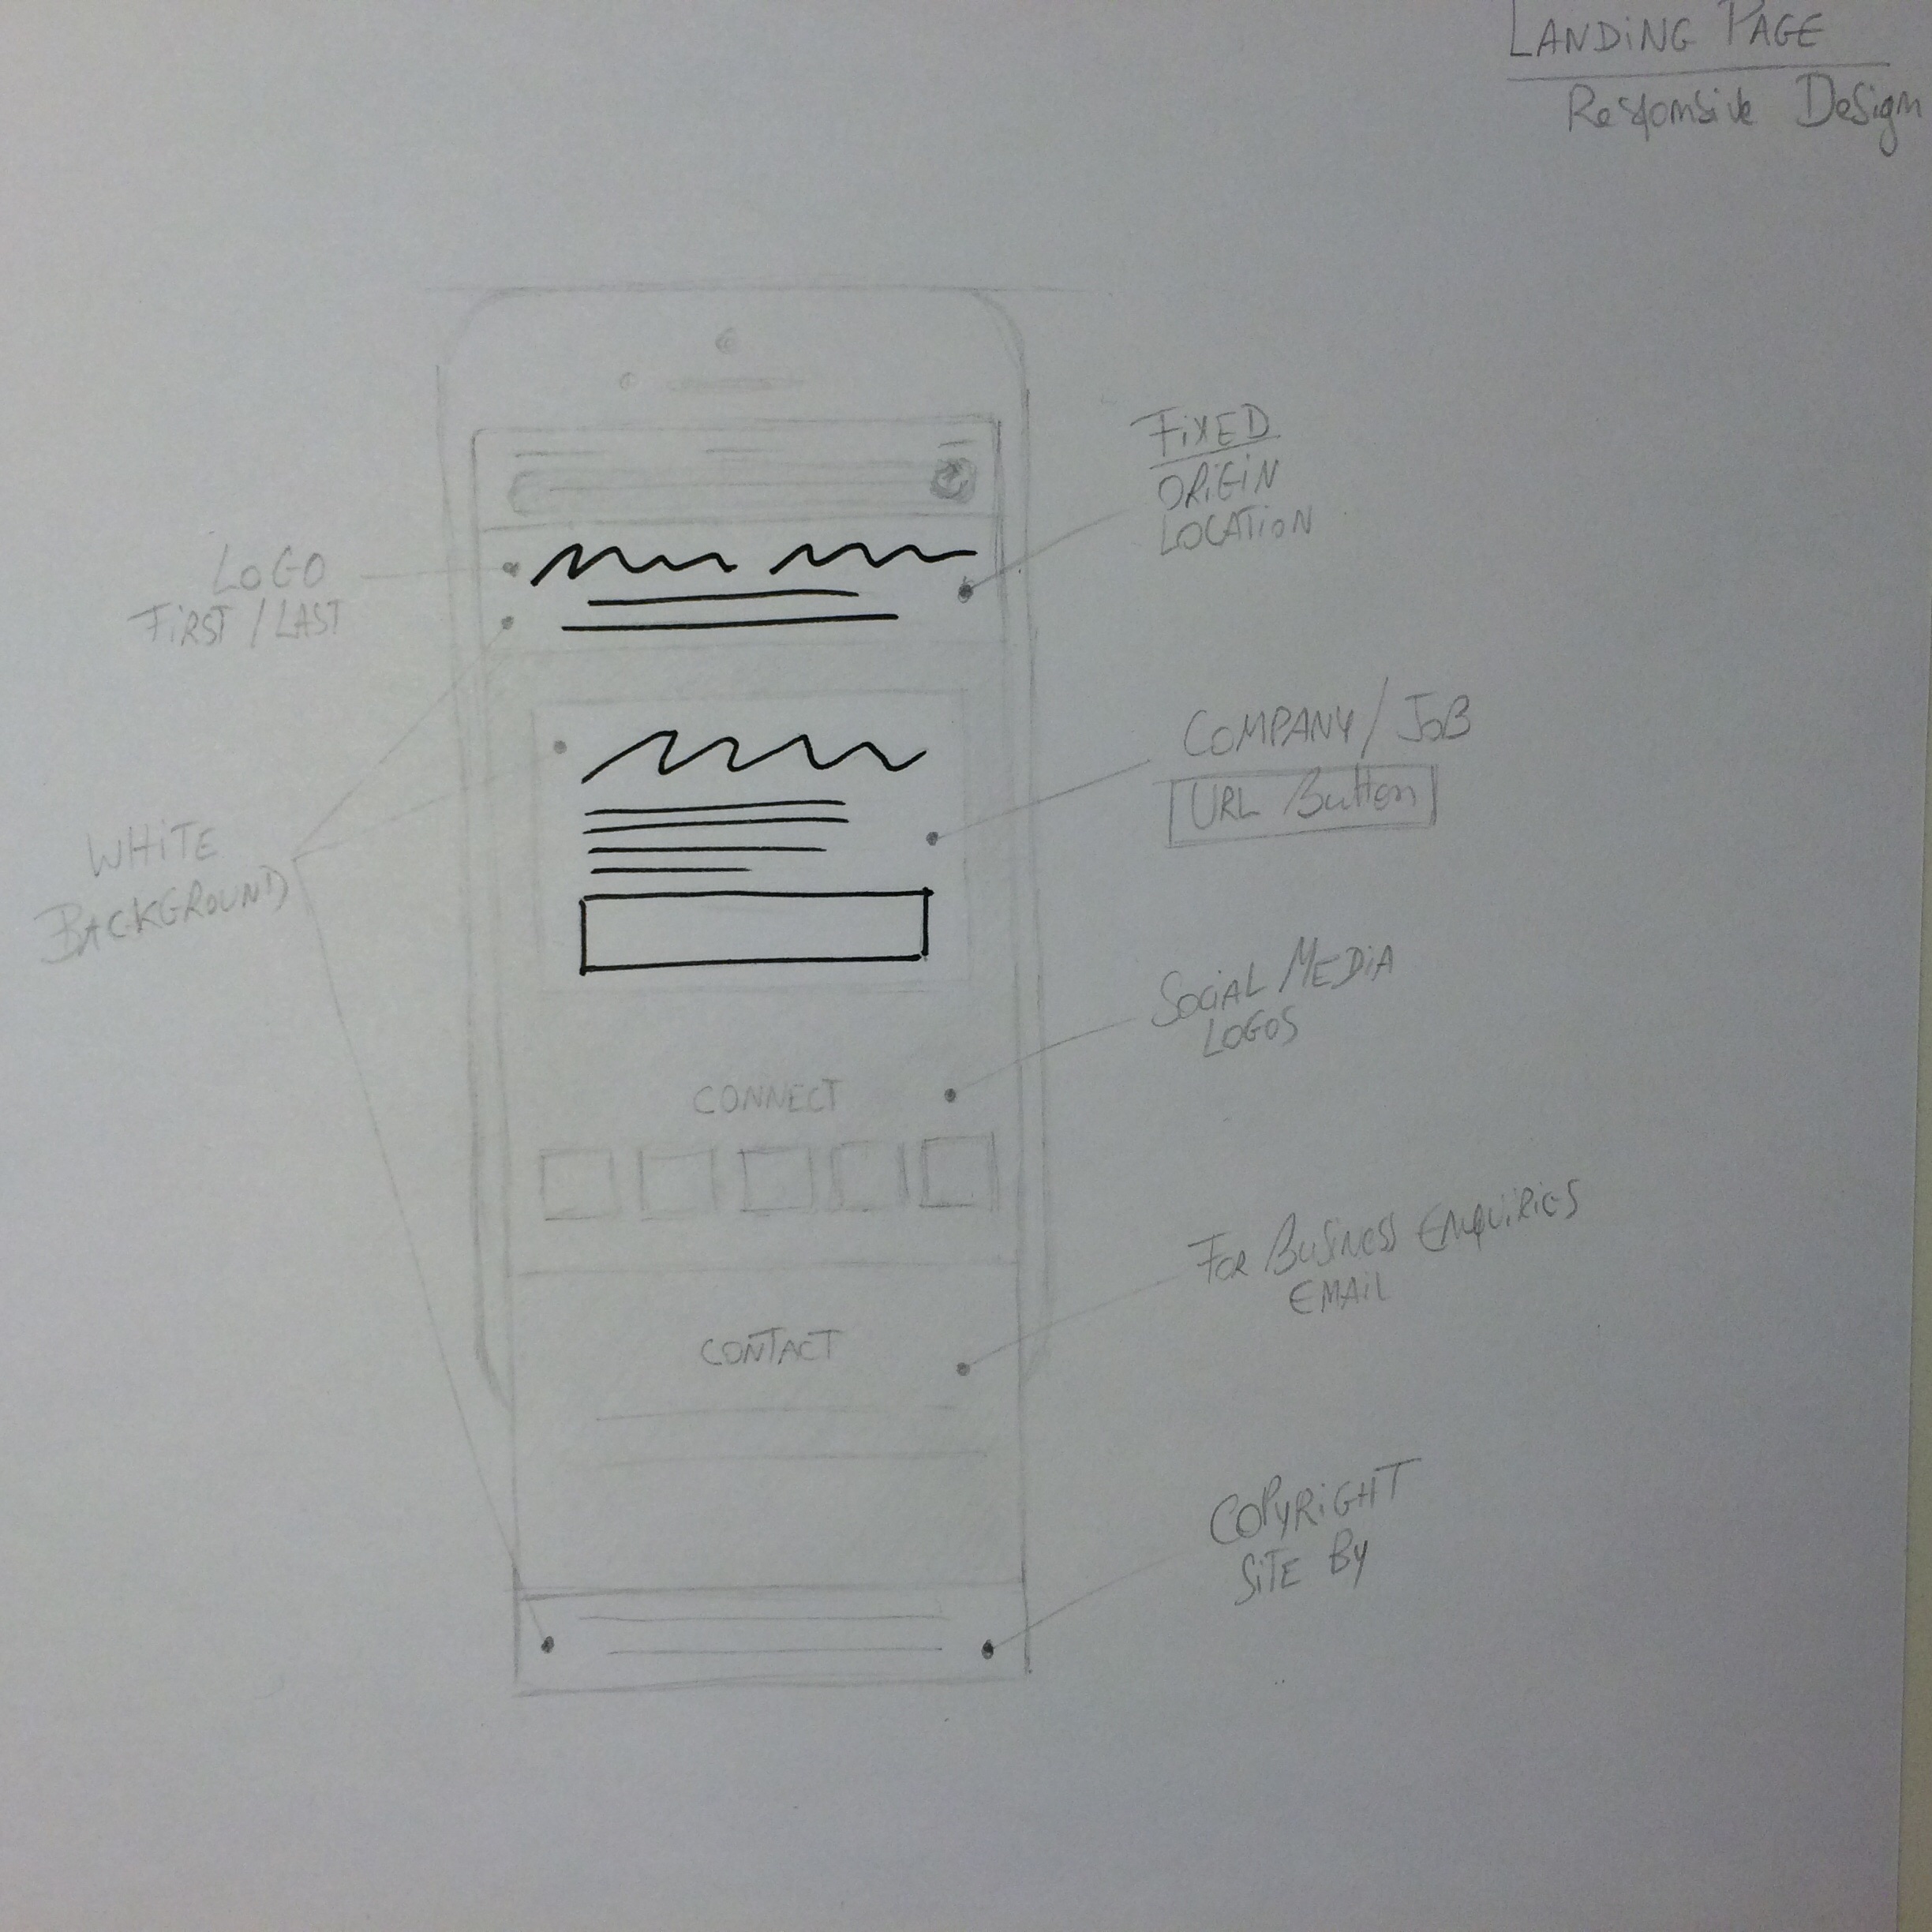 LANDiNG PAGE
Responsive Design
FiXED
ORiGiN
LOCATiON
LOGO
FiRST / LAST
COMPANY / JOB
URL Button
WHiTE
BACKGROUND
SOCiAL MEDiA
LOGOS
CONNECT
FOR BUSiNESS ENQUiRiES
EMAiL
CONTACT
COPYRiGHT
SiTE BY